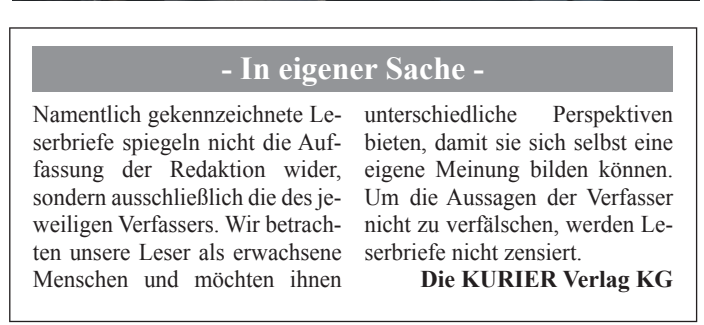 - In eigener Sache -
Namentlich gekennzeichnete Le-
serbriefe spiegeln nicht die Auf-
fassung der Redaktion wider,
sondern ausschließlich die des je-
weiligen Verfassers. Wir betrach-
ten unsere Leser als erwachsene
Menschen und möchten ihnen
unterschiedliche Perspektiven
bieten, damit sie sich selbst eine
eigene Meinung bilden können.
Um die Aussagen der Verfasser
nicht zu verfälschen, werden Le-
serbriefe nicht zensiert.
Die KURIER Verlag KG